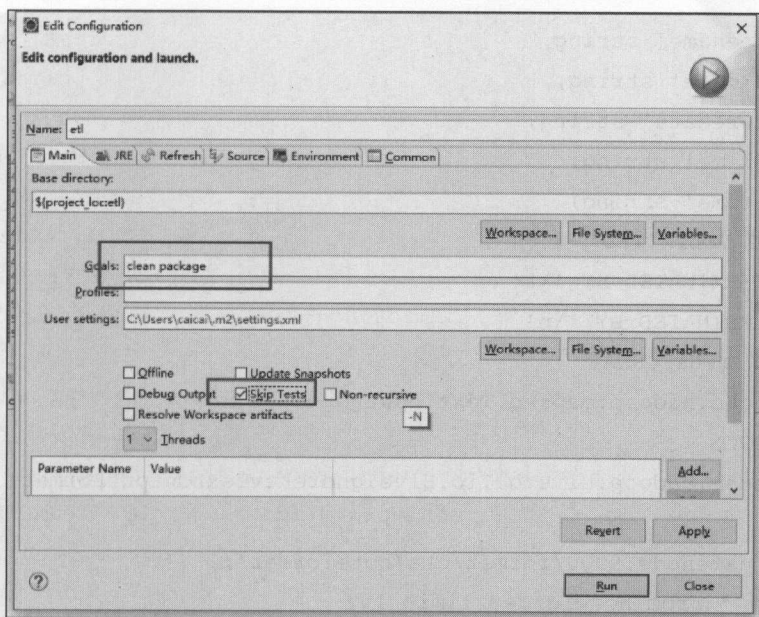 Edit Configuration
Edit configuration and launch.
Name: etl
Main JRE Refresh Source Environment Common
Base directory:
${project_loc:etl}
Workspace... File System... Variables...
Goals: clean package
Profiles:
User settings: C:\Users\caicai\.m2\settings.xml
Workspace... File System... Variables...
Offline Update Snapshots
Debug Output Skip Tests Non-recursive
-N
Resolve Workspace artifacts
1 Threads
Parameter Name Value
Add...
Revert Apply
Run Close